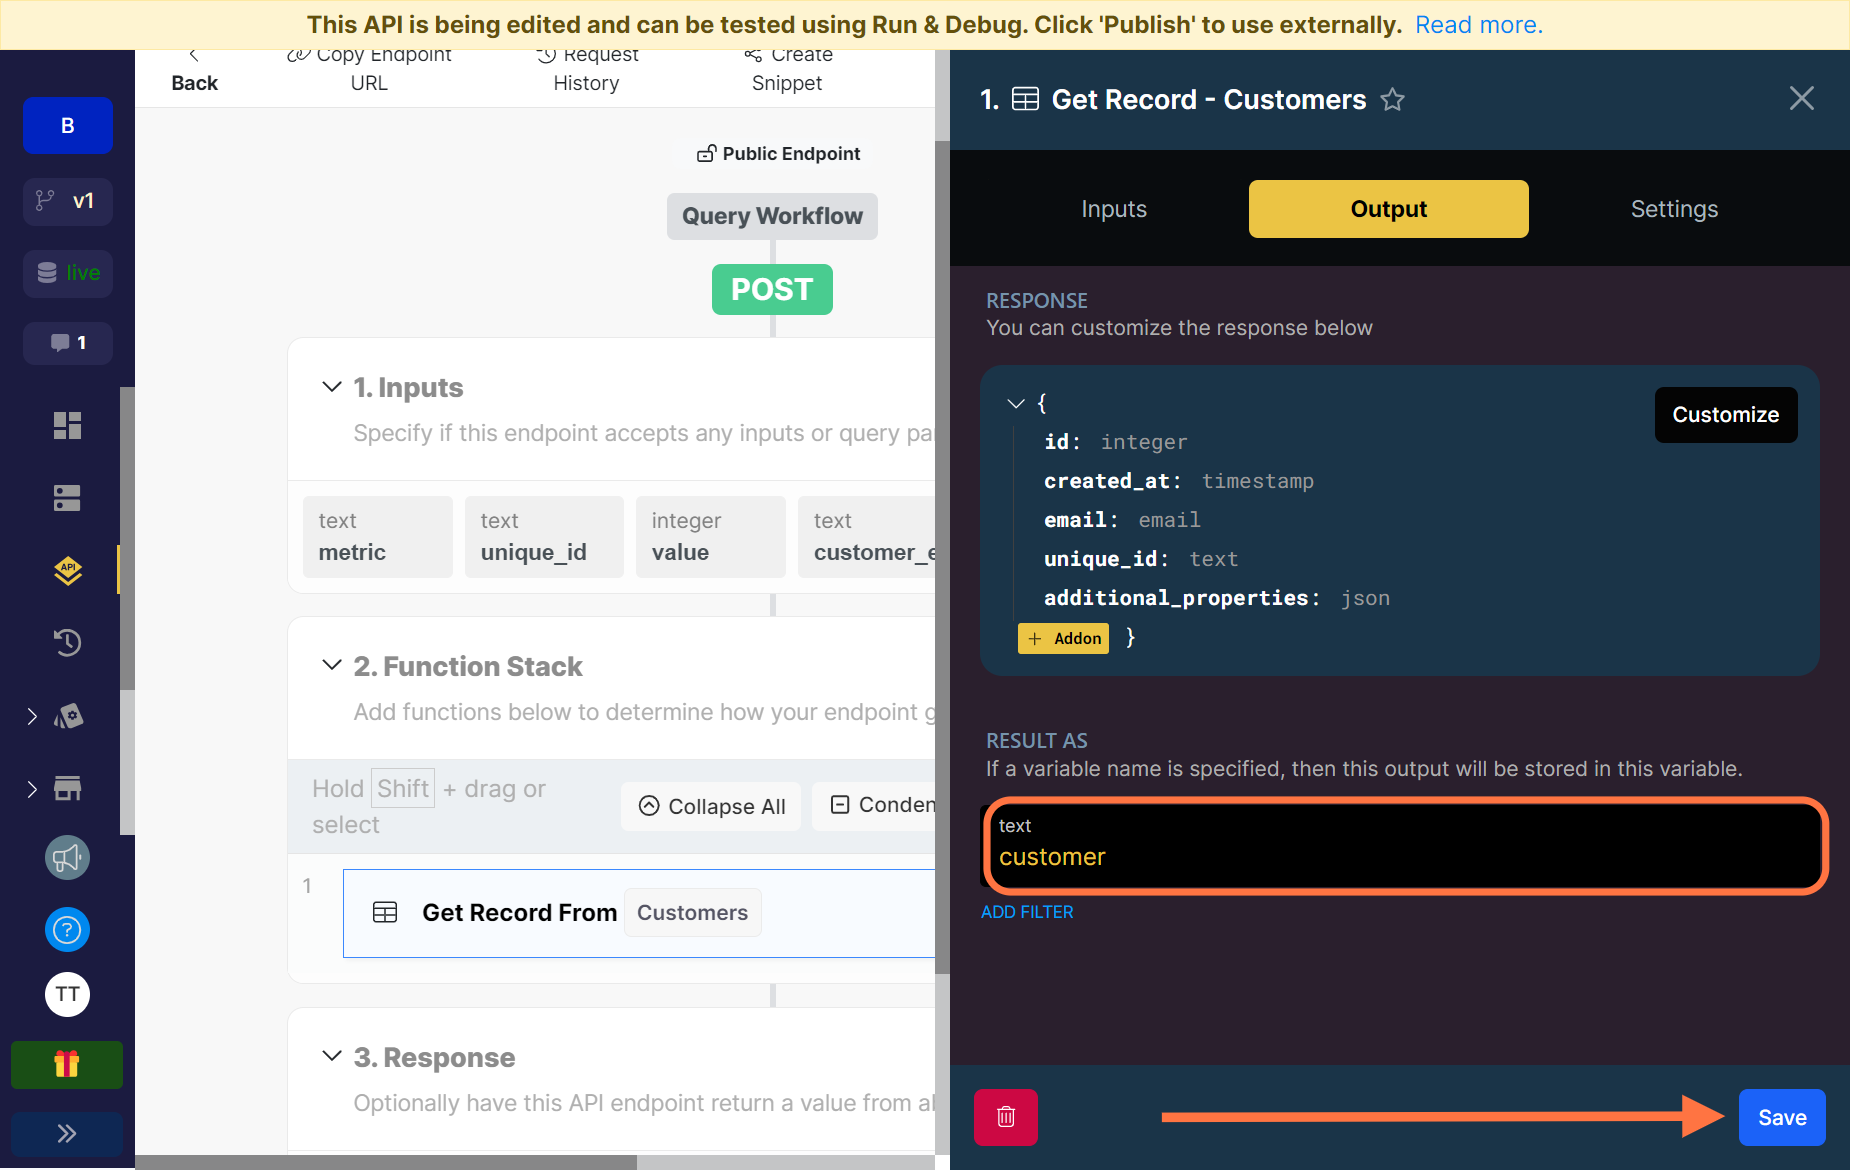 This API is being edited and can be tested using Run & Debug. Click 'Publish' to use externally. Read more.
B
v1
live
1
API
?
TT
Back
Copy Endpoint
URL
Request
History
Create
Snippet
Public Endpoint
Query Workflow
POST
1. Inputs
Specify if this endpoint accepts any inputs or query
text
metric
text
unique_id
integer
value
text
customer_e
2. Function Stack
Add functions below to determine how your endpoint
Hold Shift + drag or
select
Collapse All
Conden
1
Get Record From Customers
3. Response
Optionally have this API endpoint return a value from
1. Get Record - Customers
Inputs
Output
Settings
RESPONSE
You can customize the response below
{
Customize
id: integer
created_at: timestamp
email: email
unique_id: text
additional_properties: json
+ Addon }
RESULT AS
If a variable name is specified, then this output will be stored in this variable.
text
customer
ADD FILTER
Save